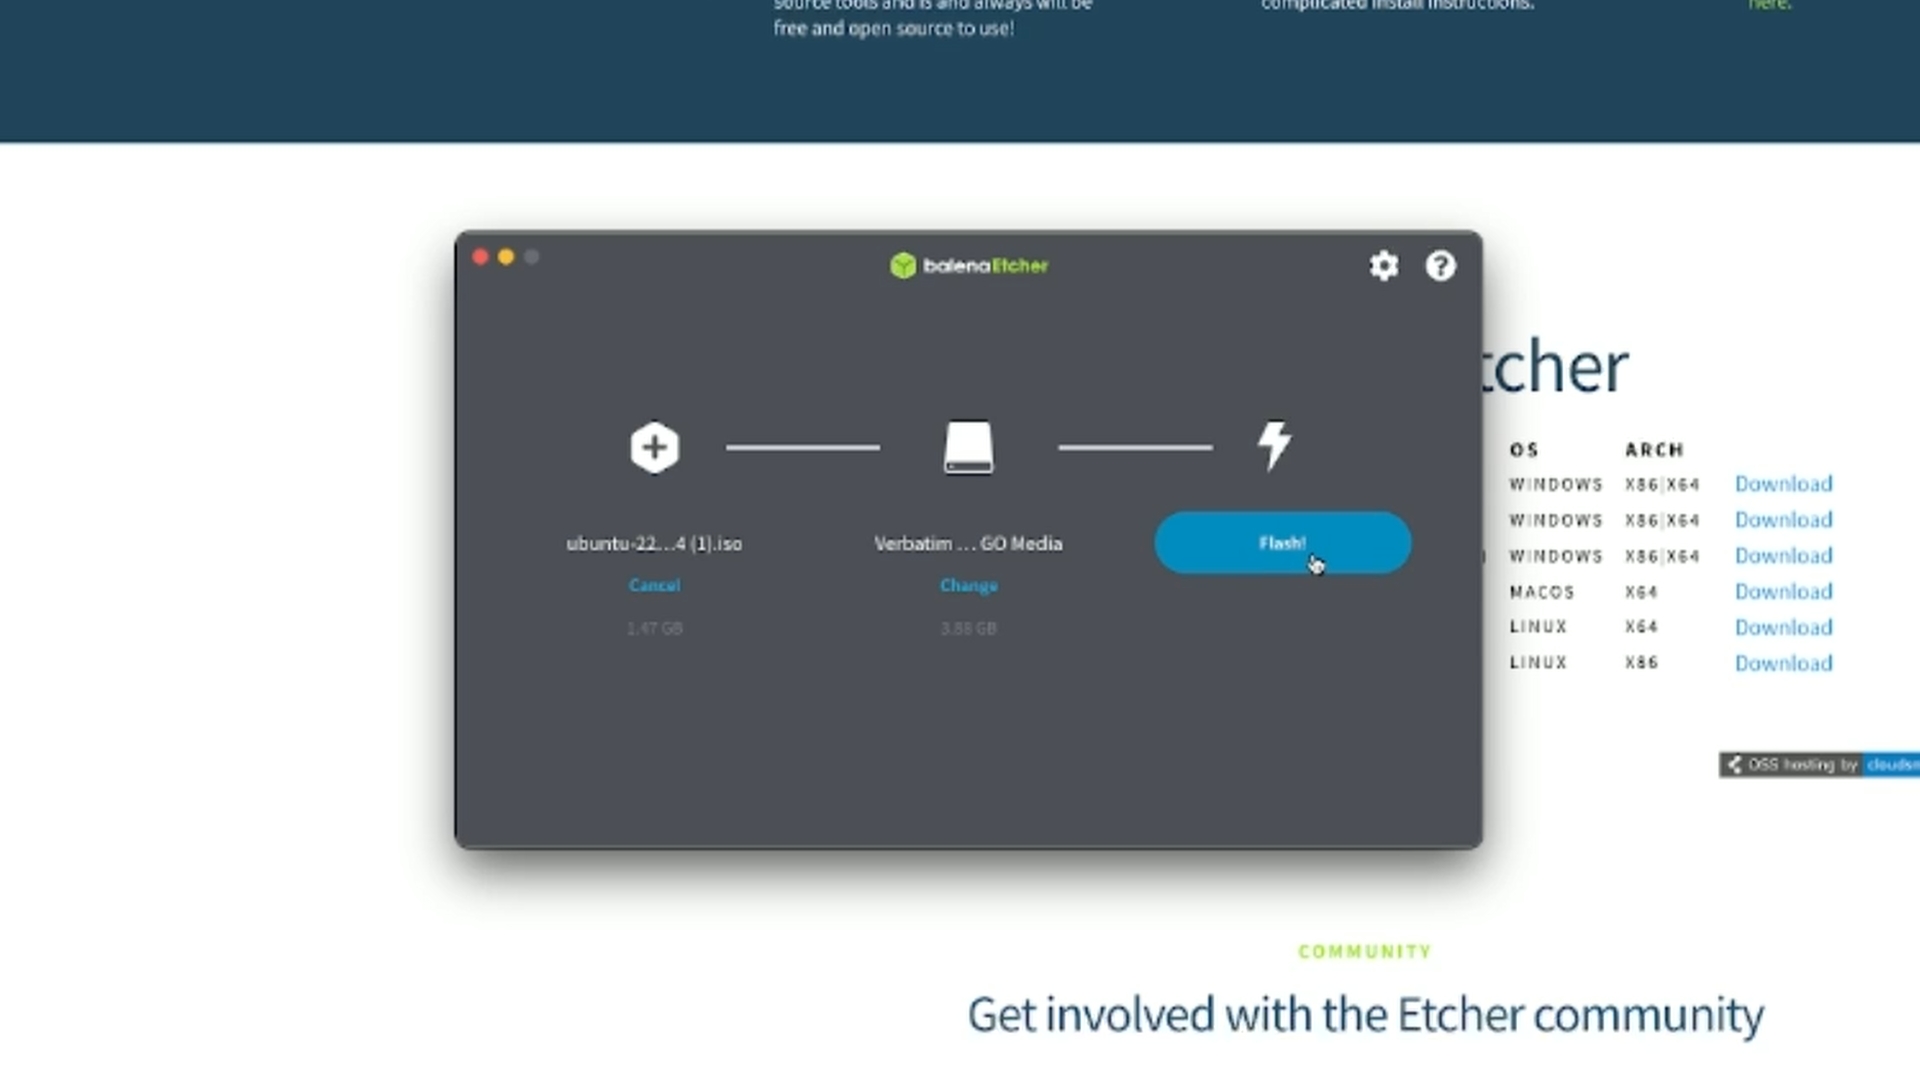 source tools and is and always will be
free and open source to use!
complicated install instructions.
here.
balenaEtcher
ubuntu-22...4 (1).iso
Cancel
1.47 GB
Verbatim ... GO Media
Change
3.88 GB
Flash!
tcher
OS ARCH
WINDOWS X86|X64 Download
WINDOWS X86|X64 Download
) WINDOWS X86|X64 Download
MACOS X64 Download
LINUX X64 Download
LINUX X86 Download
OSS hosting by
COMMUNITY
Get involved with the Etcher community